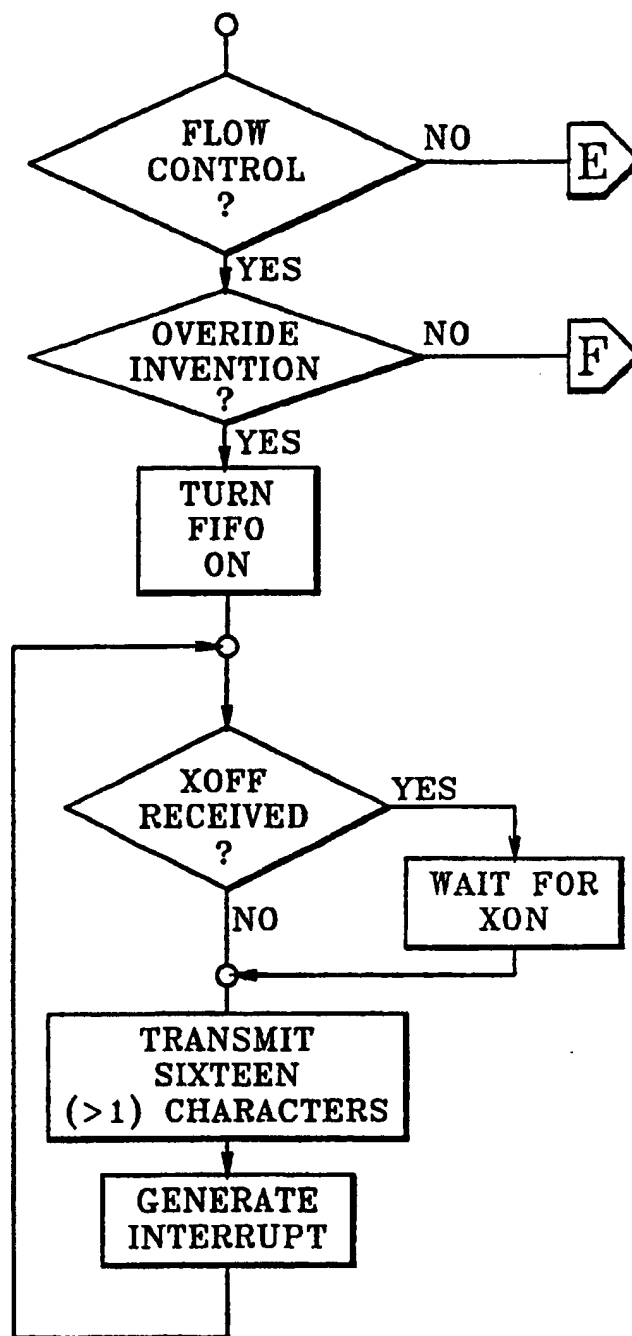 FLOW
CONTROL
?
NO
E
YES
OVERIDE
INVENTION
?
NO
F
YES
TURN
FIFO
ON
XOFF
RECEIVED
?
YES
WAIT FOR
XON
NO
TRANSMIT
SIXTEEN
(>1) CHARACTERS
GENERATE
INTERRUPT